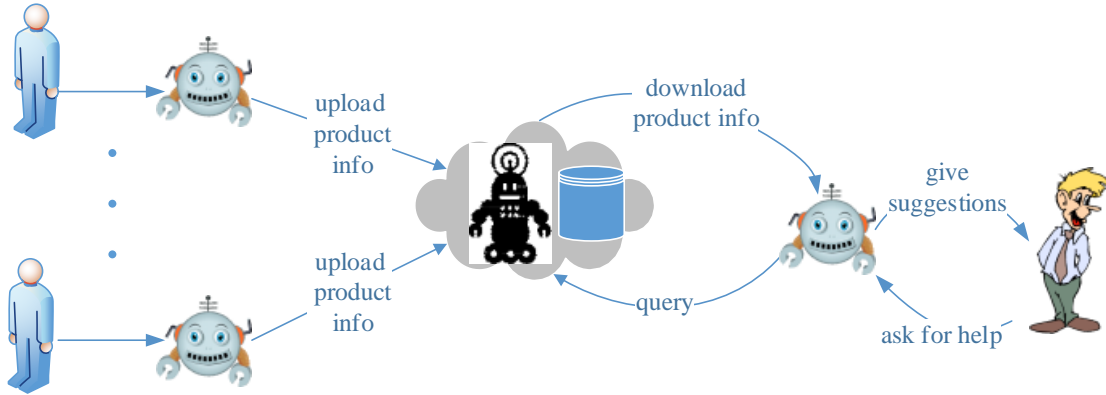 upload
product
info
download
product info
give
suggestions
upload
product
info
query
ask for help